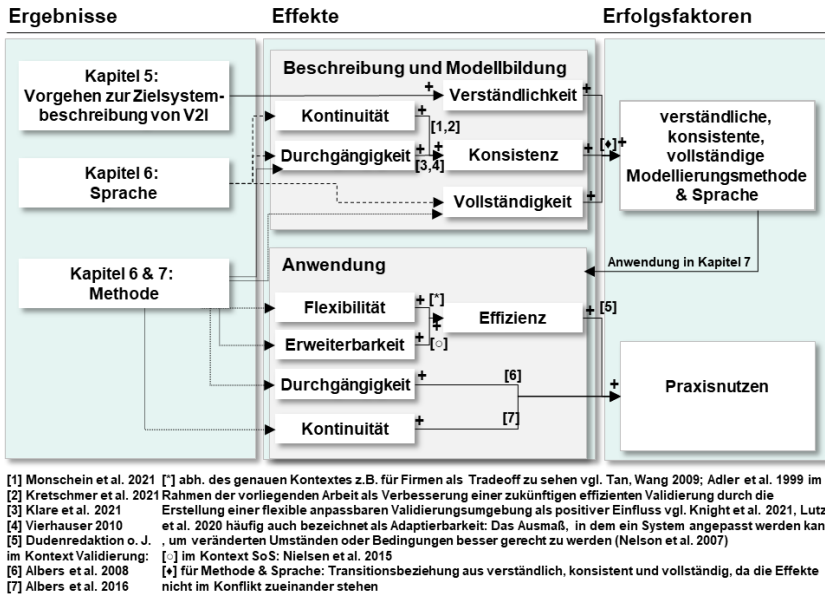 Ergebnisse
Effekte
Erfolgsfaktoren
Kapitel 5:
Vorgehen zur Zielsystem-
beschreibung von V2I
Kapitel 6:
Sprache
Kapitel 6 & 7:
Methode
Beschreibung und Modellbildung
+ Verständlichkeit +
Kontinuität +
[1,2]
Durchgängigkeit + + Konsistenz +
[3,4]
Vollständigkeit +
[♦]+
verständliche,
konsistente,
vollständige
Modellierungsmethode
& Sprache
Anwendung in Kapitel 7
Anwendung
Flexibilität + [*]
Effizienz + [5]
+
Erweiterbarkeit + [○]
Durchgängigkeit + [6]
Kontinuität + [7]
+
Praxisnutzen
[1] Monschein et al. 2021 [*] abh. des genauen Kontextes z.B. für Firmen als Tradeoff zu sehen vgl. Tan, Wang 2009; Adler et al. 1999 im
[2] Kretschmer et al. 2021 Rahmen der vorliegenden Arbeit als Verbesserung einer zukünftigen effizienten Validierung durch die
[3] Klare et al. 2021 Erstellung einer flexible anpassbaren Validierungsumgebung als positiver Einfluss vgl. Knight et al. 2021, Lutz
[4] Vierhauser 2010 et al. 2020 häufig auch bezeichnet als Adaptierbarkeit: Das Ausmaß, in dem ein System angepasst werden kan
[5] Dudenredaktion o. J. , um veränderten Umständen oder Bedingungen besser gerecht zu werden (Nelson et al. 2007)
im Kontext Validierung: [○] im Kontext SoS: Nielsen et al. 2015
[6] Albers et al. 2008 [♦] für Methode & Sprache: Transitionsbeziehung aus verständlich, konsistent und vollständig, da die Effekte
[7] Albers et al. 2016 nicht im Konflikt zueinander stehen